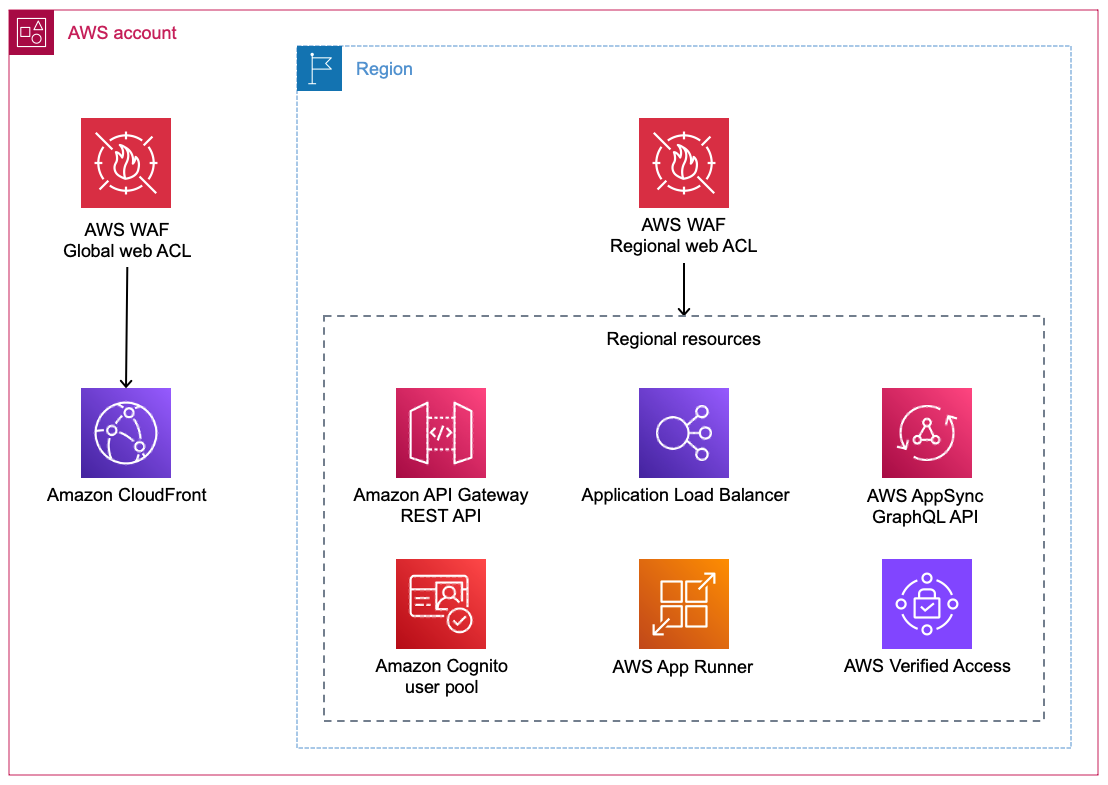 AWS account
Region
AWS WAF
Global web ACL
AWS WAF
Regional web ACL
Regional resources
Amazon CloudFront
Amazon API Gateway
REST API
Application Load Balancer
AWS AppSync
GraphQL API
Amazon Cognito
user pool
AWS App Runner
AWS Verified Access